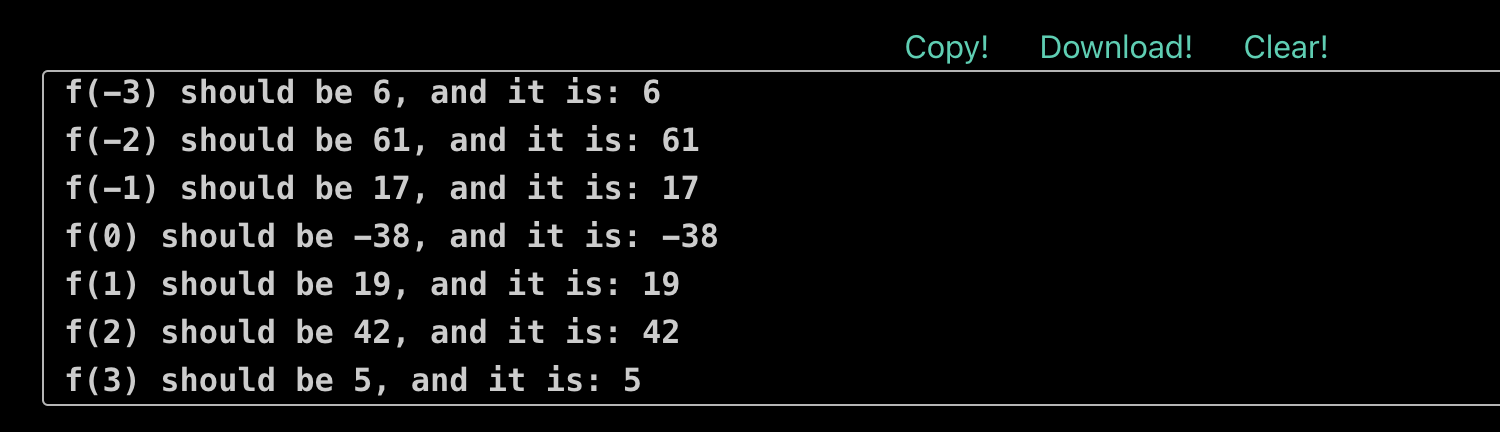 Copy! Download! Clear!
f(-3) should be 6, and it is: 6
f(-2) should be 61, and it is: 61
f(-1) should be 17, and it is: 17
f(0) should be -38, and it is: -38
f(1) should be 19, and it is: 19
f(2) should be 42, and it is: 42
f(3) should be 5, and it is: 5